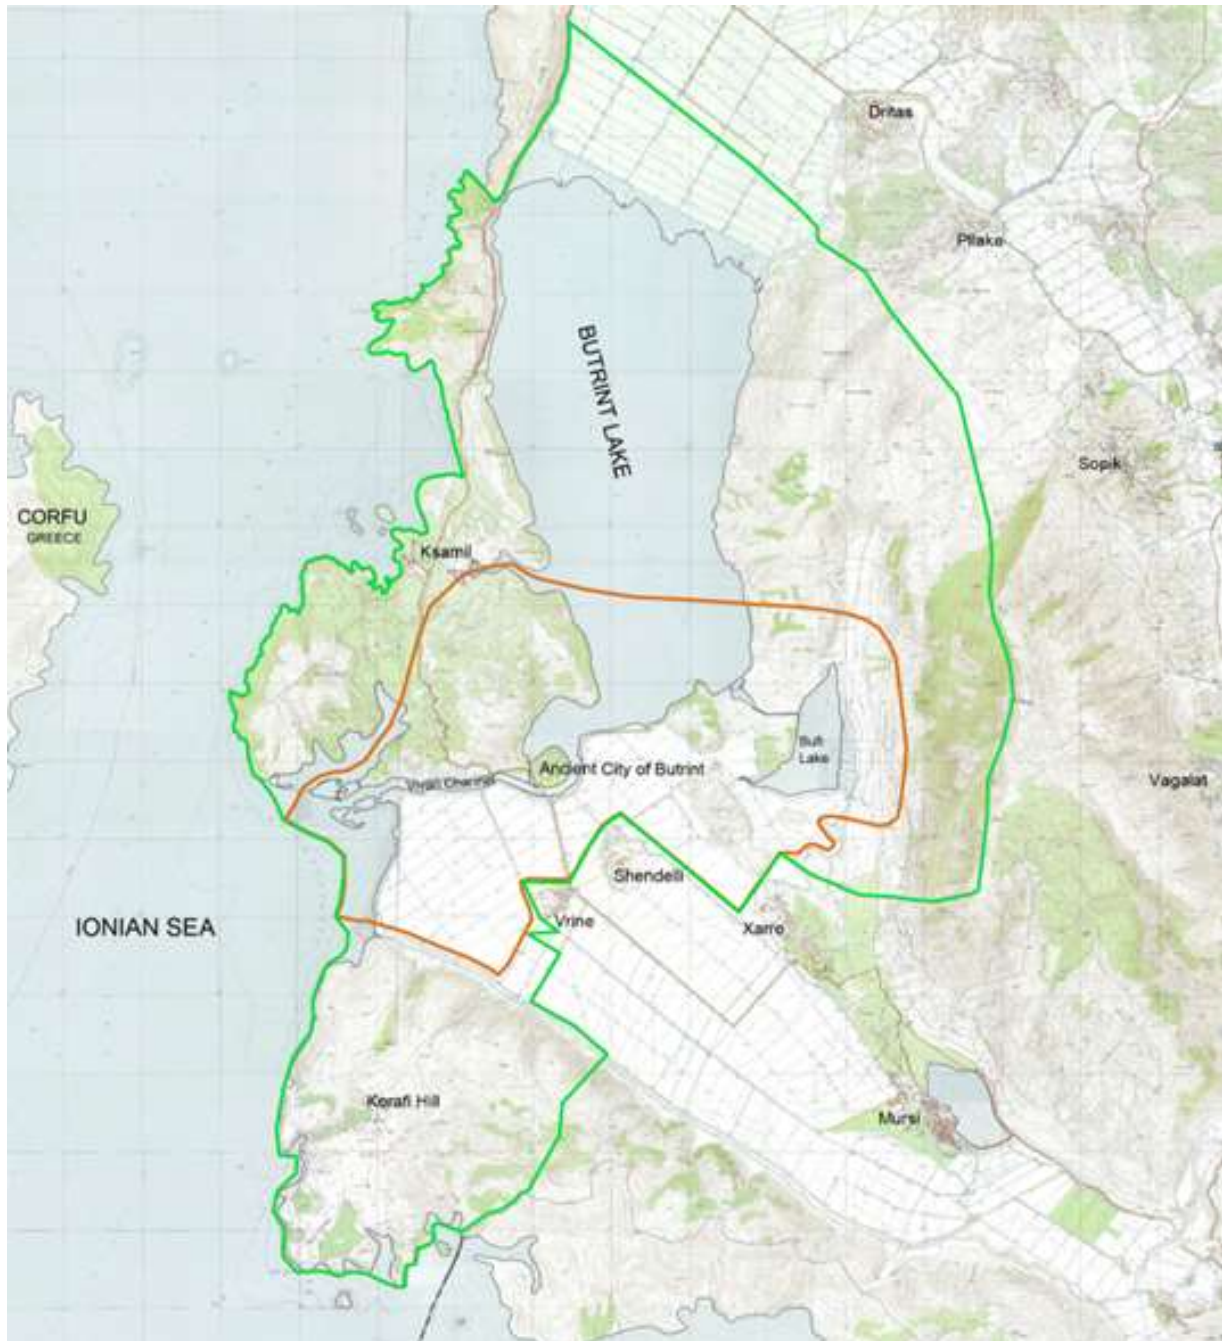 Dritas
Pllake
BUTRINT LAKE
Sopik
CORFU
GREECE
Ksamil
Bufi
Lake
Ancient City of Butrint
Vivari Channel
Vagalat
Shendelli
Vrine
Xarre
IONIAN SEA
Korafi Hill
Mursi